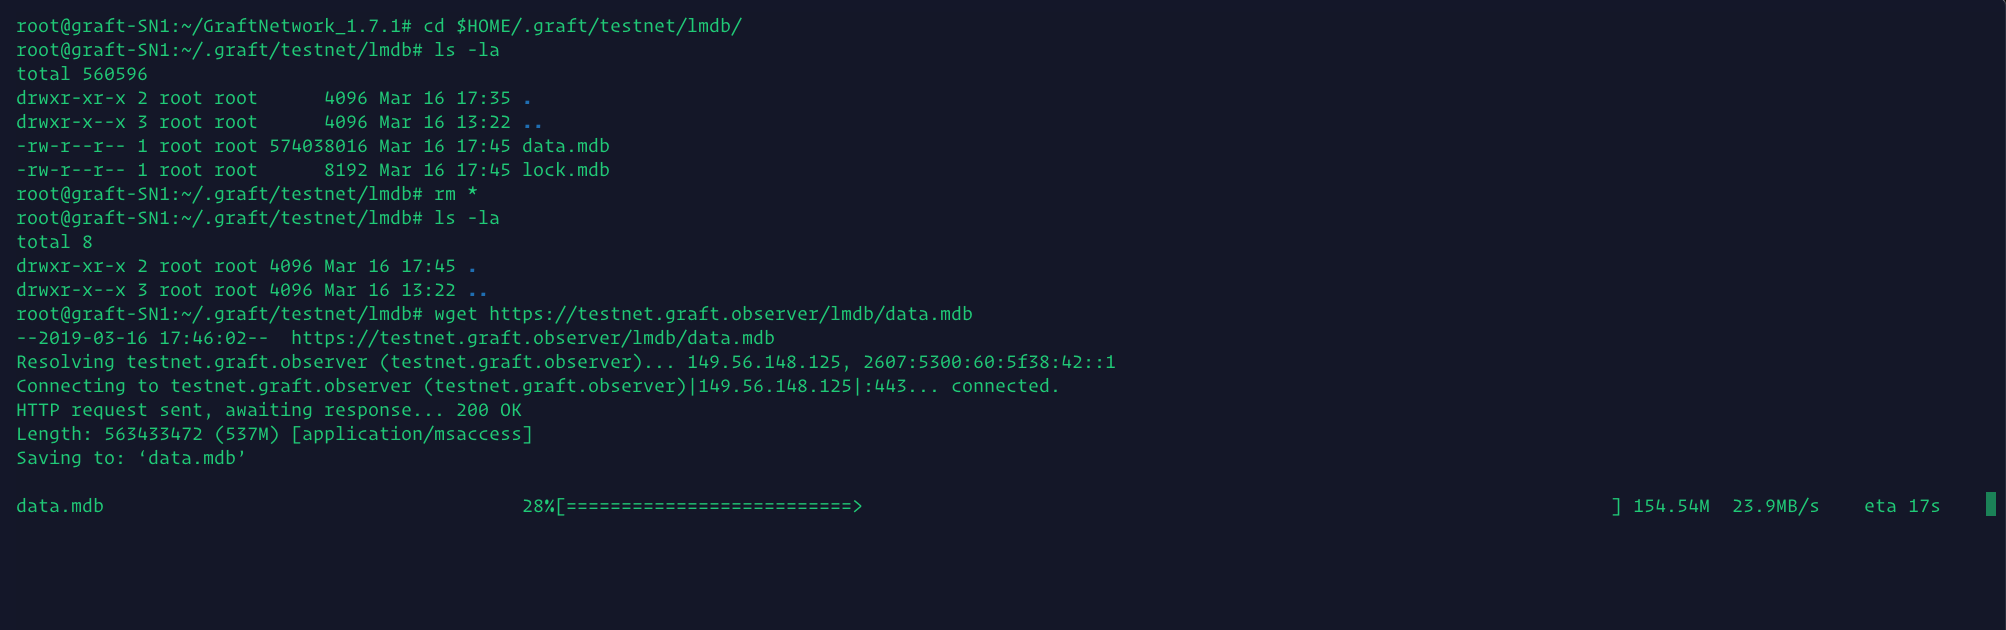 root@graft-SN1:~/GraftNetwork_1.7.1# cd $HOME/.graft/testnet/lmdb/
root@graft-SN1:~/.graft/testnet/lmdb# ls -la
total 560596
drwxr-xr-x 2 root root      4096 Mar 16 17:35 .
drwxr-x--x 3 root root      4096 Mar 16 13:22 ..
-rw-r--r-- 1 root root 574038016 Mar 16 17:45 data.mdb
-rw-r--r-- 1 root root      8192 Mar 16 17:45 lock.mdb
root@graft-SN1:~/.graft/testnet/lmdb# rm *
root@graft-SN1:~/.graft/testnet/lmdb# ls -la
total 8
drwxr-xr-x 2 root root 4096 Mar 16 17:45 .
drwxr-x--x 3 root root 4096 Mar 16 13:22 ..
root@graft-SN1:~/.graft/testnet/lmdb# wget https://testnet.graft.observer/lmdb/data.mdb
--2019-03-16 17:46:02--  https://testnet.graft.observer/lmdb/data.mdb
Resolving testnet.graft.observer (testnet.graft.observer)... 149.56.148.125, 2607:5300:60:5f38:42::1
Connecting to testnet.graft.observer (testnet.graft.observer)|149.56.148.125|:443... connected.
HTTP request sent, awaiting response... 200 OK
Length: 563433472 (537M) [application/msaccess]
Saving to: ‘data.mdb’
data.mdb                                      28%[==========================>                                                                    ] 154.54M  23.9MB/s    eta 17s